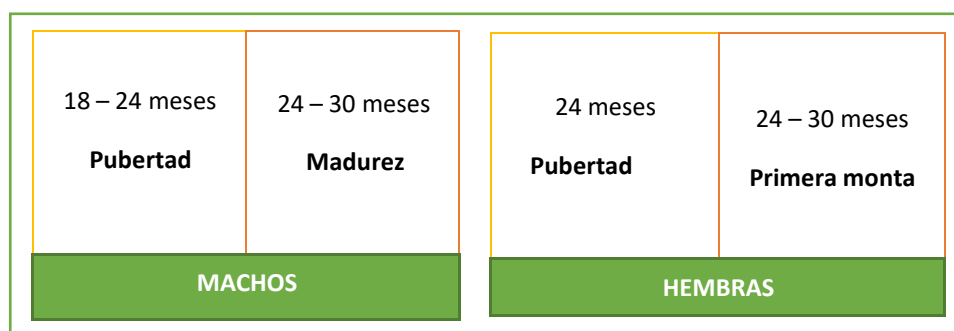 18 – 24 meses
Pubertad
24 – 30 meses
Madurez
MACHOS
24 meses
Pubertad
24 – 30 meses
Primera monta
HEMBRAS